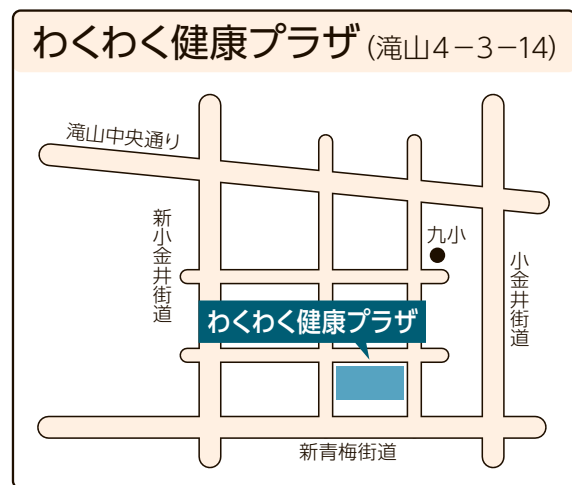 わくわく健康プラザ(滝山4−3−14)
滝山中央通り
新小金井街道
九小
小金井街道
わくわく健康プラザ
新青梅街道